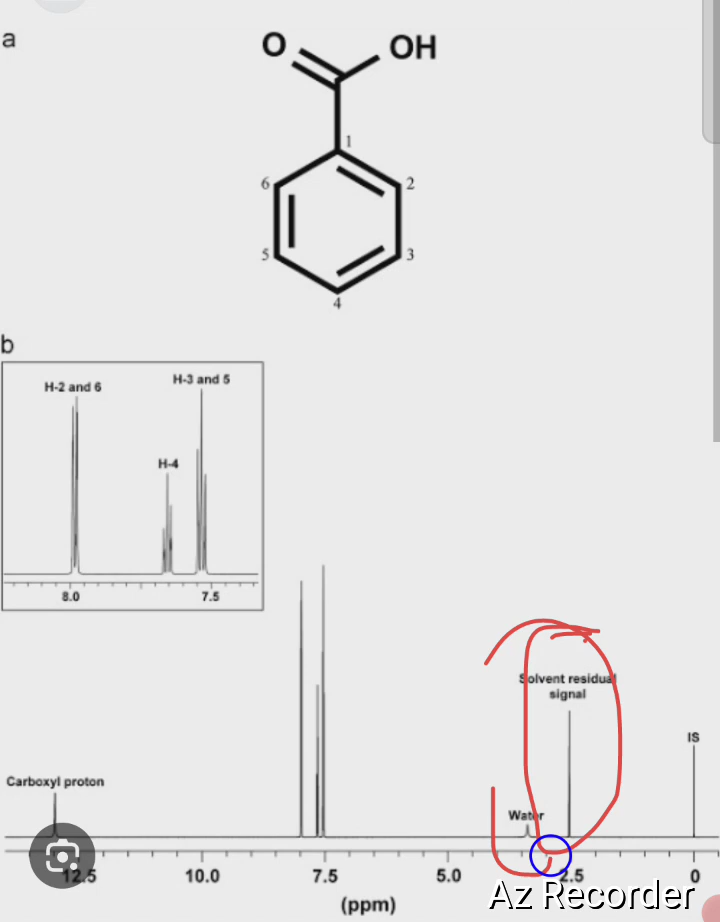 a
O
OH
1
6
2
5
3
4
b
H-2 and 6
H-3 and 5
H-4
8.0
7.5
Solvent residual
signal
IS
Carboxyl proton
Water
12.5
10.0
7.5
5.0
2.5
0
(ppm)
Az Recorder